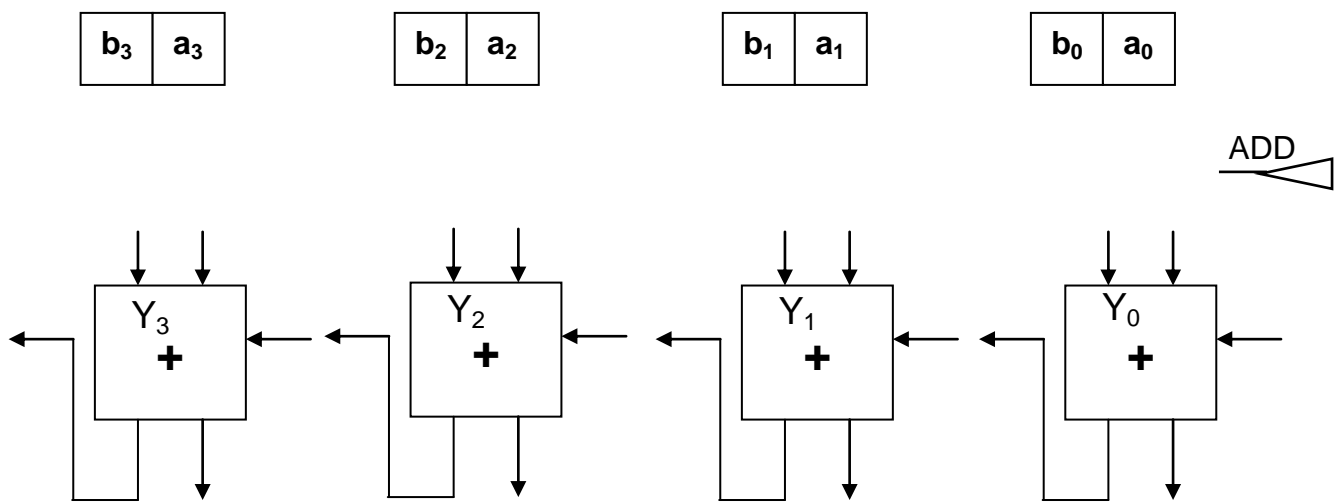 b₃ a₃ b₂ a₂ b₁ a₁ b₀ a₀
ADD
Y₃ Y₂ Y₁ Y₀
+ + + +